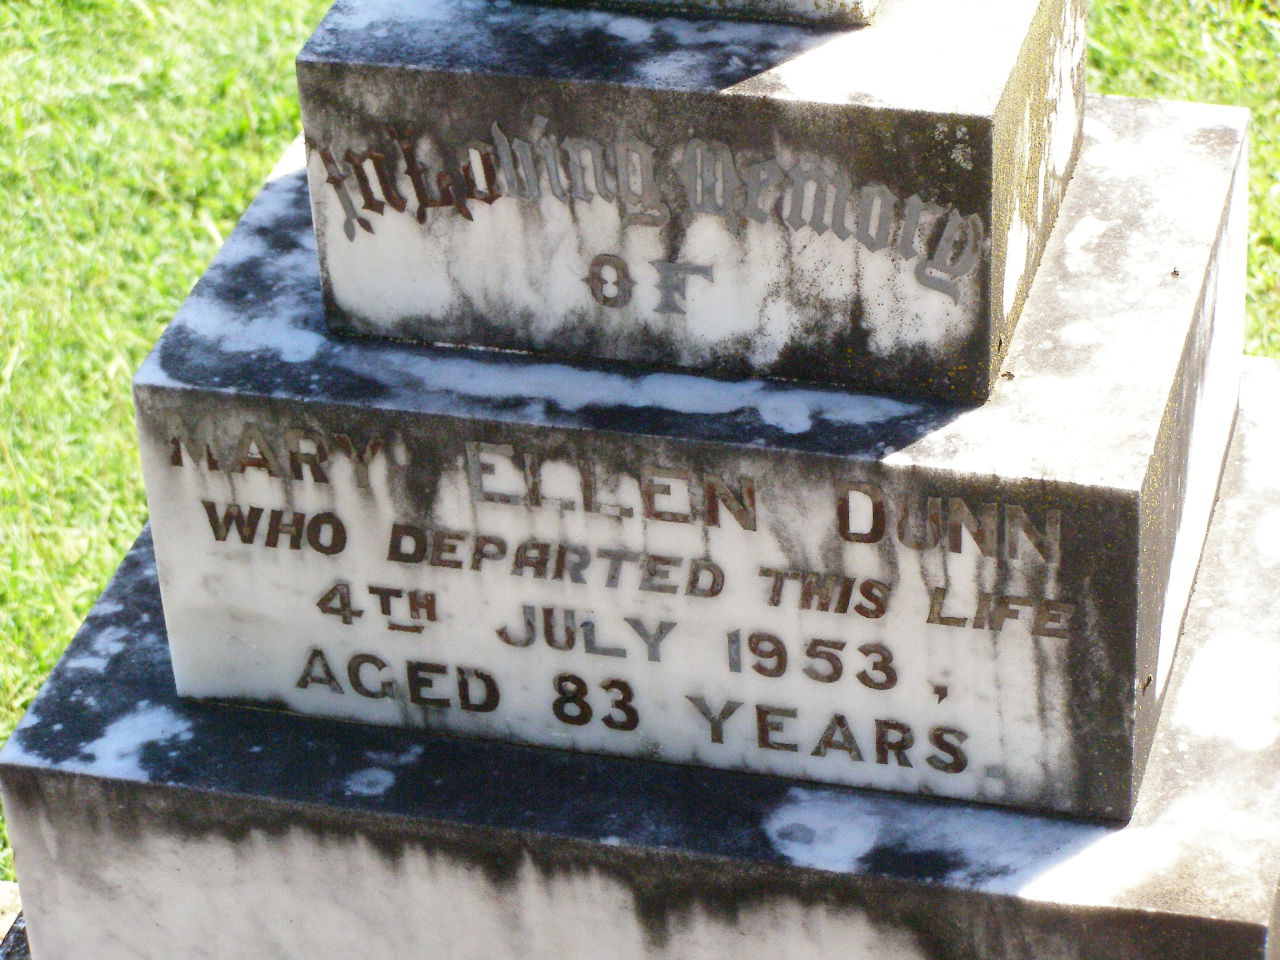 In Loving Memory
OF
MARY ELLEN DUNN
WHO DEPARTED THIS LIFE
4TH JULY 1953,
AGED 83 YEARS